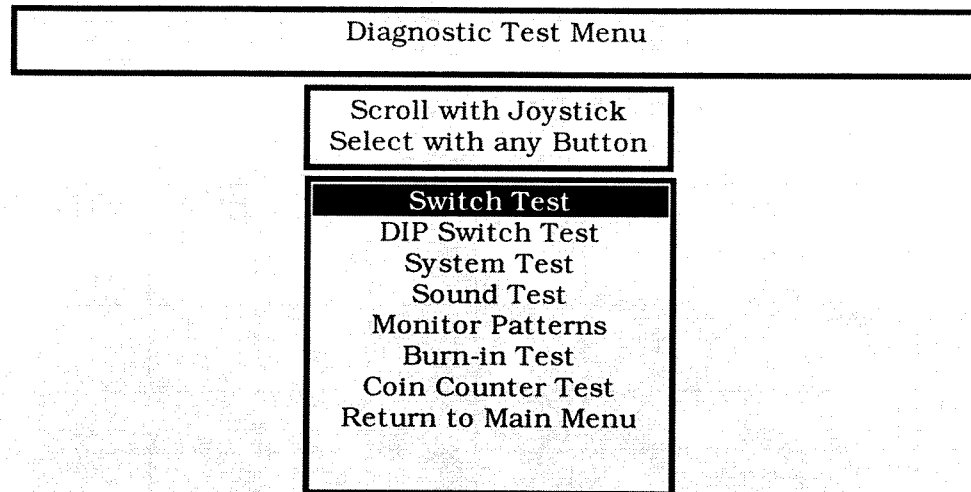 Diagnostic Test Menu
Scroll with Joystick
Select with any Button
Switch Test
DIP Switch Test
System Test
Sound Test
Monitor Patterns
Burn-in Test
Coin Counter Test
Return to Main Menu